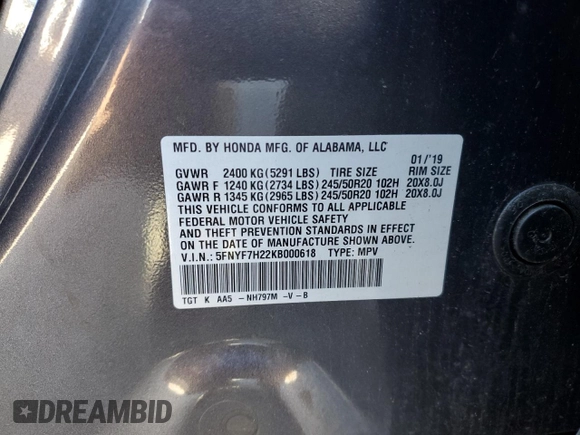 MFD. BY HONDA MFG. OF ALABAMA, LLC
01/'19
GVWR 2400 KG (5291 LBS) TIRE SIZE RIM SIZE
GAWR F 1240 KG (2734 LBS) 245/50R20 102H 20X8.0J
GAWR R 1345 KG (2965 LBS) 245/50R20 102H 20X8.0J
THIS VEHICLE CONFORMS TO ALL APPLICABLE
FEDERAL MOTOR VEHICLE SAFETY
AND THEFT PREVENTION STANDARDS IN EFFECT
ON THE DATE OF MANUFACTURE SHOWN ABOVE.
V.I.N.: 5FNYF7H22KB000618 TYPE: MPV
TGT K AA5 -NH797M -V-B
DREAMBID